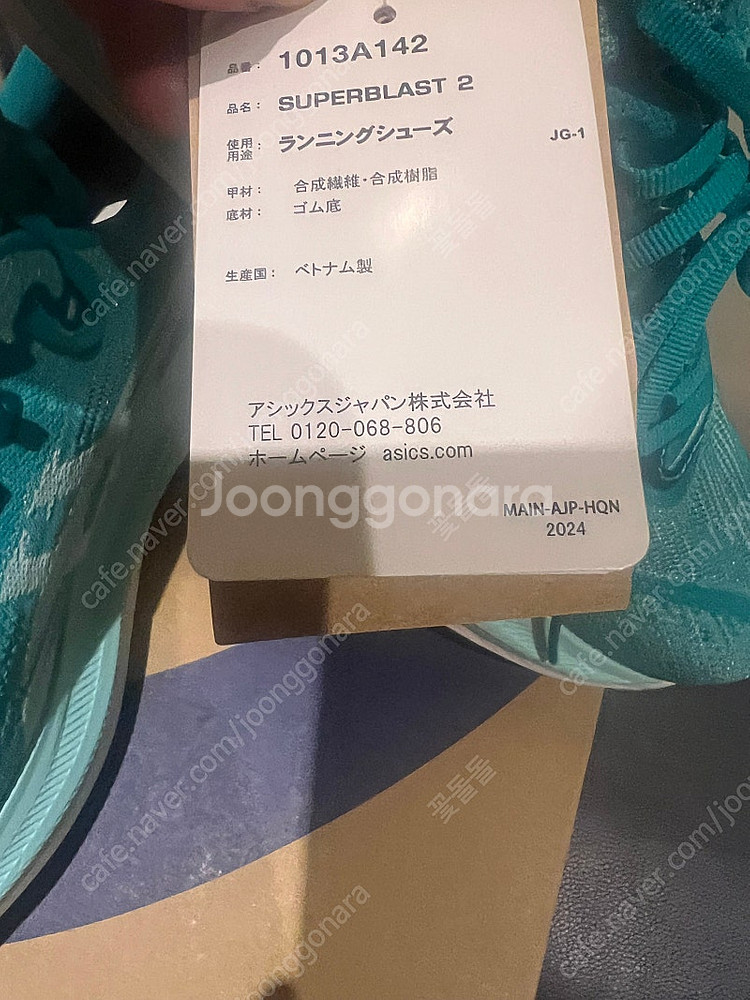 品番： 1013A142
品名： SUPERBLAST 2
使用用途： ランニングシューズ
JG-1
甲材： 合成繊維・合成樹脂
底材： ゴム底
生産国： ベトナム製
アシックスジャパン株式会社
TEL 0120-068-806
ホームページ asics.com
MAIN-AJP-HQN
2024
Joonggonara
cafe.naver.com/joonggonara
꽃돌돌